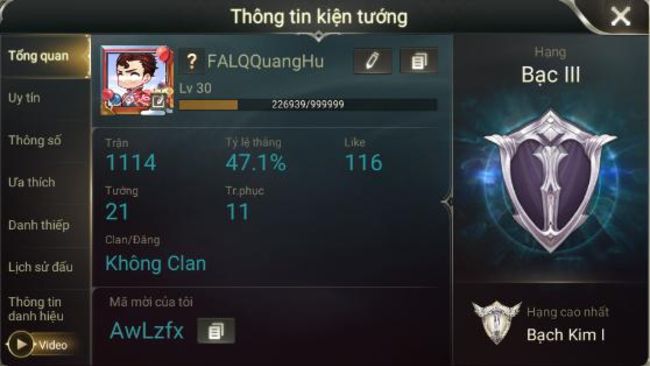 Thông tin kiện tướng
Tổng quan
Uy tín
Thông số
Ưa thích
Danh thiếp
Lịch sử đấu
Thông tin
danh hiệu
Video
? FALQQuangHu
Lv 30
226939/999999
Trận Tỷ lệ thắng Like
1114 47.1% 116
Tướng Tr.phục
21 11
Clan/Đăng
Không Clan
Mã mời của tôi
AwLzfx
Hạng
Bạc III
Hạng cao nhất
Bạch Kim I